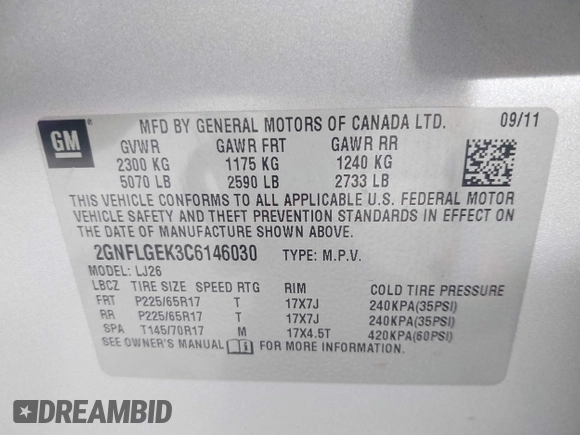 GM
®
MFD BY GENERAL MOTORS OF CANADA LTD. 09/11
GVWR GAWR FRT GAWR RR
2300 KG 1175 KG 1240 KG
5070 LB 2590 LB 2733 LB
THIS VEHICLE CONFORMS TO ALL APPLICABLE U.S. FEDERAL MOTOR
VEHICLE SAFETY AND THEFT PREVENTION STANDARDS IN EFFECT ON
THE DATE OF MANUFACTURE SHOWN ABOVE.
2GNFLGEK3C6146030 TYPE: M.P.V.
MODEL: LJ26
LBCZ TIRE SIZE SPEED RTG RIM COLD TIRE PRESSURE
FRT P225/65R17 T 17X7J 240KPA(35PSI)
RR P225/65R17 T 17X7J 240KPA(35PSI)
SPA T145/70R17 M 17X4.5T 420KPA(60PSI)
SEE OWNER'S MANUAL FOR MORE INFORMATION.
DREAMBID